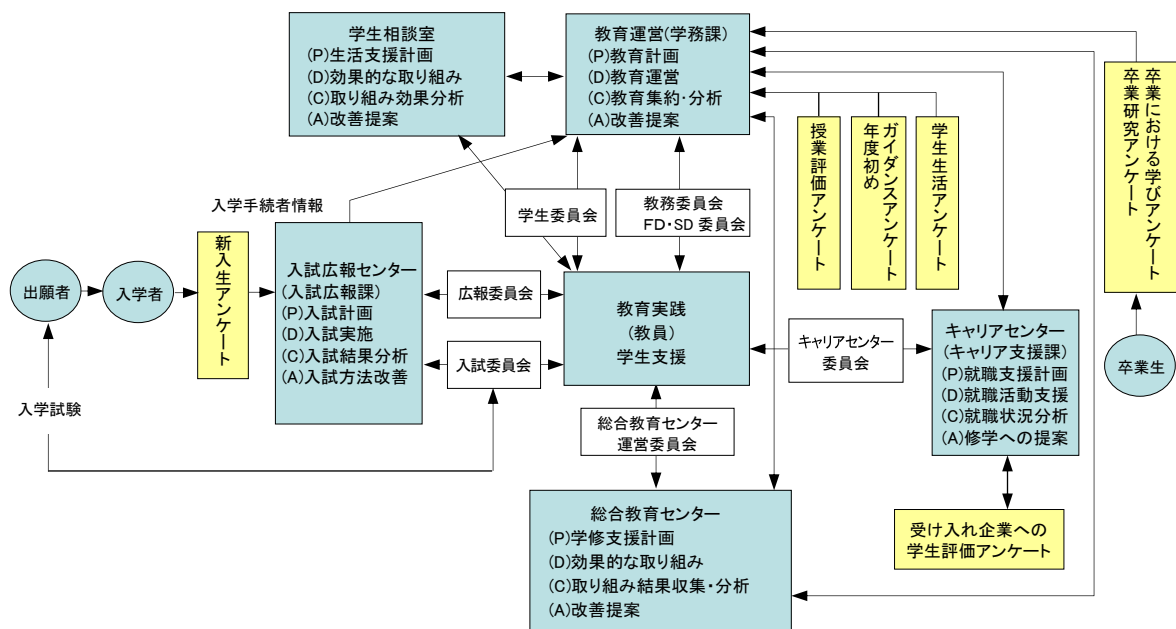 学生相談室
(P)生活支援計画
(D)効果的な取り組み
(C)取り組み効果分析
(A)改善提案
教育運営(学務課)
(P)教育計画
(D)教育運営
(C)教育集約・分析
(A)改善提案
卒業における学びアンケート
卒業研究アンケート
授業評価アンケート
ガイダンスアンケート
年度初め
学生生活アンケート
入学手続者情報
学生委員会
教務委員会
FD・SD 委員会
出願者
入学者
新入生アンケート
入試広報センター
(入試広報課)
(P)入試計画
(D)入試実施
(C)入試結果分析
(A)入試方法改善
広報委員会
入試委員会
教育実践
(教員)
学生支援
キャリアセンター
委員会
キャリアセンター
(キャリア支援課)
(P)就職支援計画
(D)就職活動支援
(C)就職状況分析
(A)修学への提案
卒業生
入学試験
総合教育センター
運営委員会
総合教育センター
(P)学修支援計画
(D)効果的な取り組み
(C)取り組み結果収集・分析
(A)改善提案
受け入れ企業への
学生評価アンケート